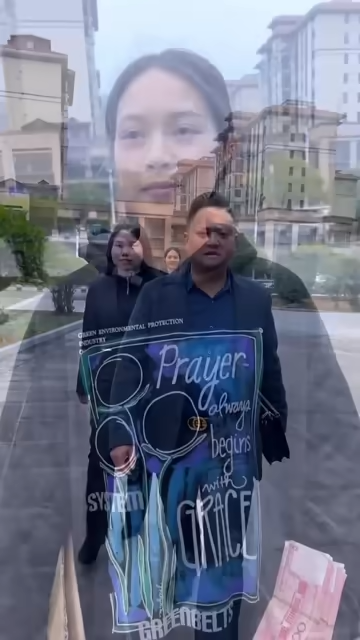 GREEN ENVIRONMENTAL PROTECTION
INDUSTRY
Prayer
always
begins
with
GRACE
SYSTEM
GREENBELTS